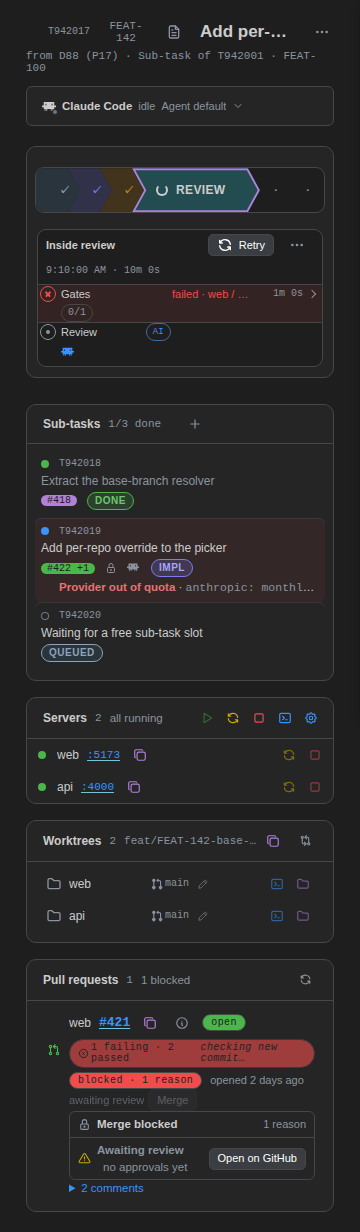 T942017 FEAT-142 Add per-…
from D88 (P17) · Sub-task of T942001 · FEAT-
100
Claude Code idle Agent default
✓ ✓ ✓ REVIEW · ·
Inside review Retry ···
9:10:00 AM · 10m 0s
Gates failed · web / … 1m 0s
0/1
Review AI
Sub-tasks 1/3 done +
T942018
Extract the base-branch resolver
#418 DONE
T942019
Add per-repo override to the picker
#422 +1 IMPL
Provider out of quota · anthropic: monthl…
T942020
Waiting for a free sub-task slot
QUEUED
Servers 2 all running
web :5173
api :4000
Worktrees 2 feat/FEAT-142-base-…
web main
api main
Pull requests 1 1 blocked
web #421 open
1 failing · 2 passed checking new commit…
blocked · 1 reason opened 2 days ago
awaiting review Merge
Merge blocked 1 reason
Awaiting review
no approvals yet Open on GitHub
2 comments